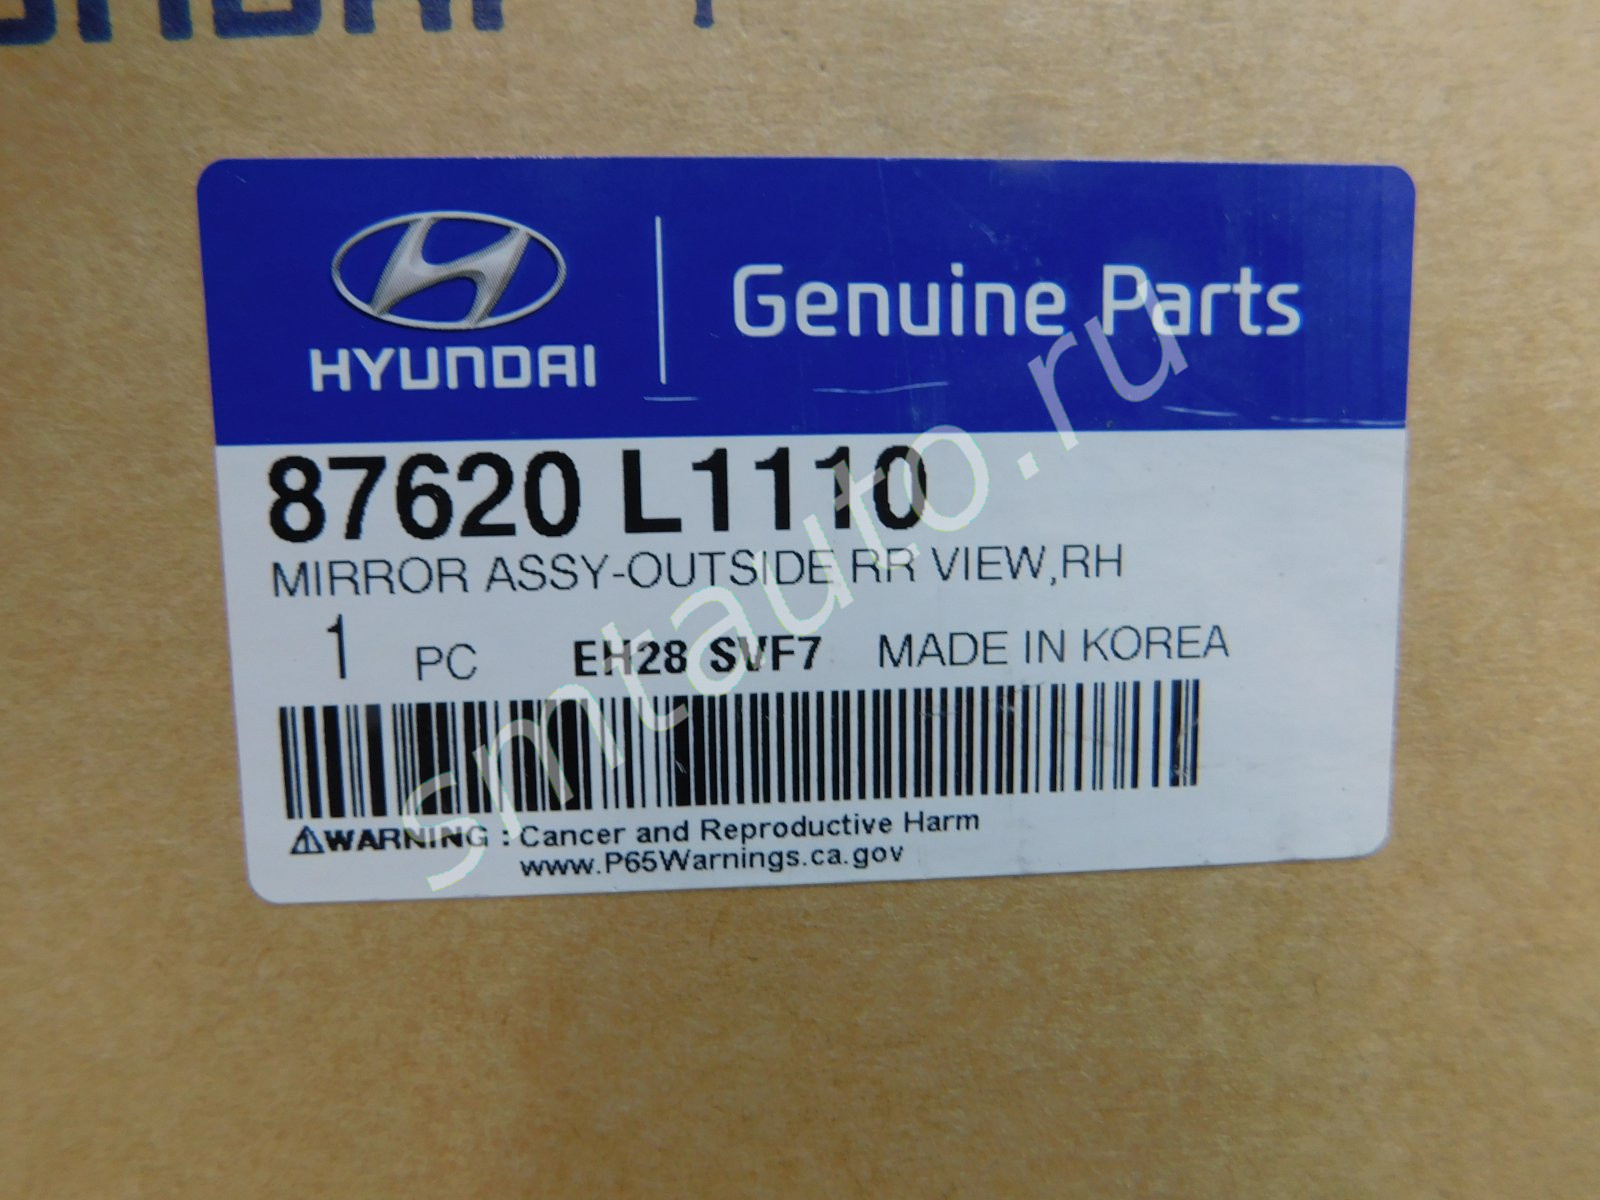 HYUNDAI
Genuine Parts
87620 L1110
MIRROR ASSY-OUTSIDE RR VIEW,RH
1 PC EH28 SVF7 MADE IN KOREA
WARNING : Cancer and Reproductive Harm
www.P65Warnings.ca.gov
smtauto.ru